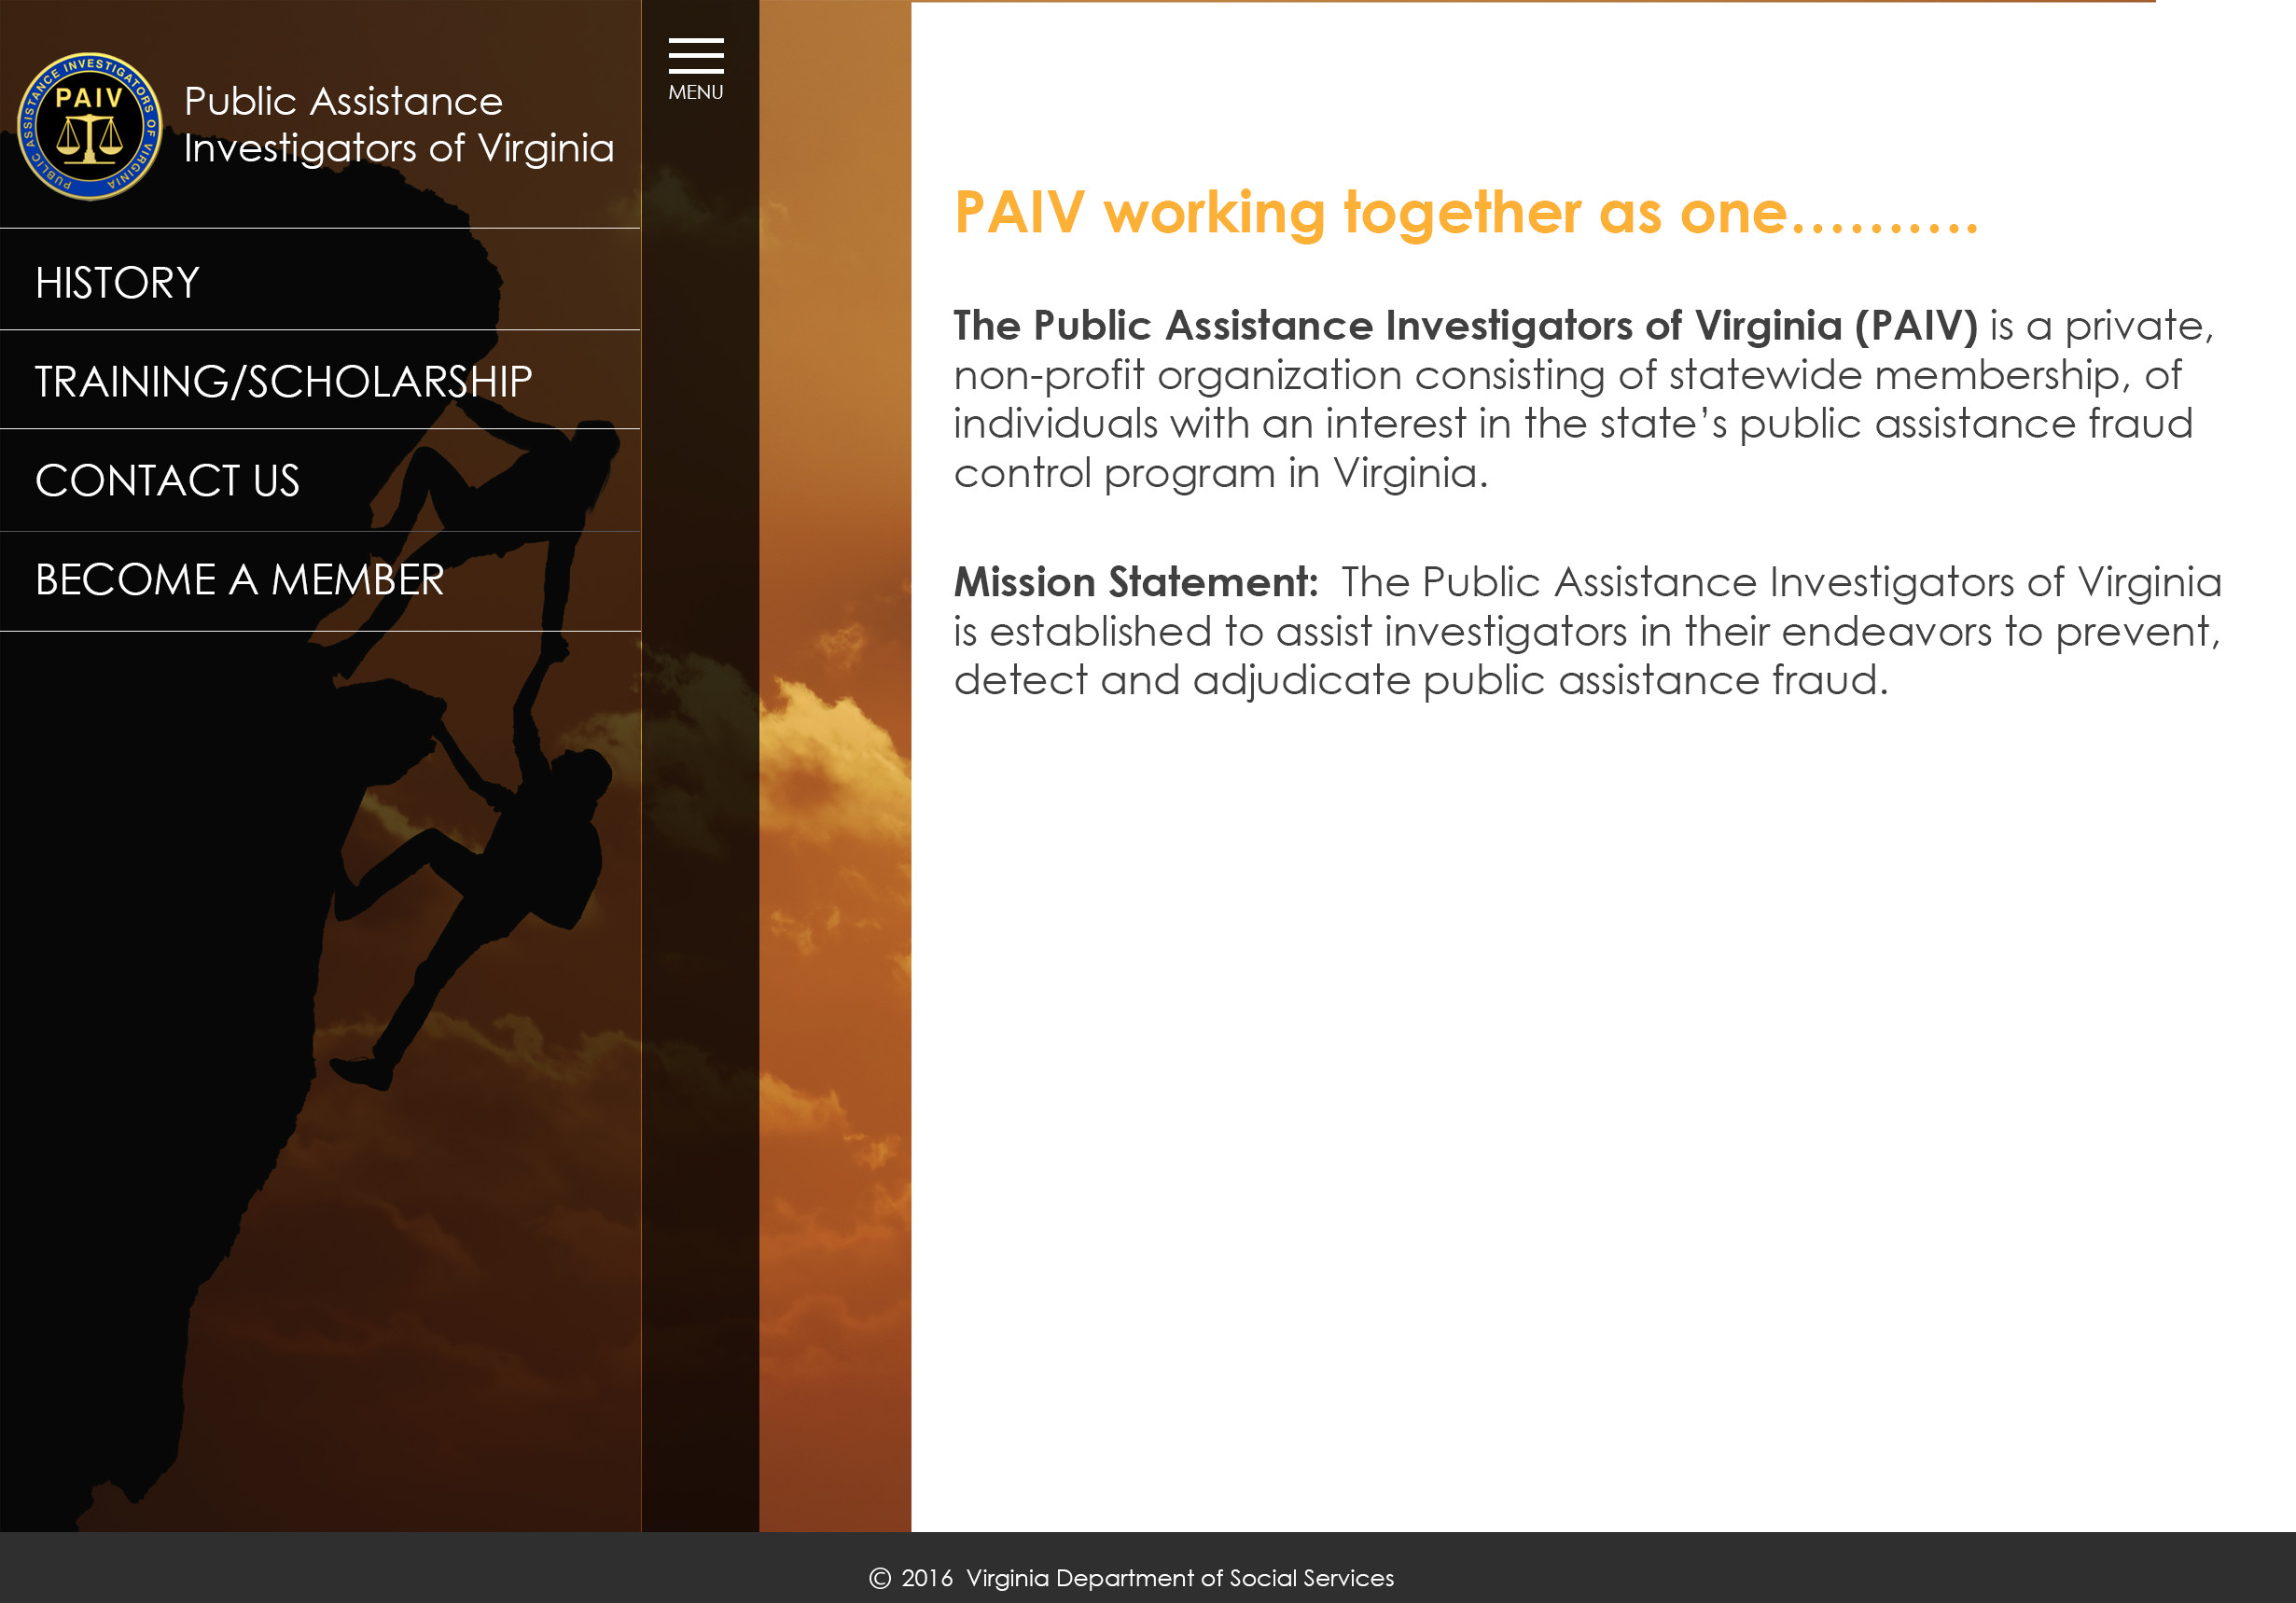 PUBLIC ASSISTANCE INVESTIGATORS OF VIRGINIA
PAIV
PUBLIC VIRGINIA
Public Assistance
Investigators of Virginia
MENU
HISTORY
TRAINING/SCHOLARSHIP
CONTACT US
BECOME A MEMBER
PAIV working together as one..........
The Public Assistance Investigators of Virginia (PAIV) is a private,
non-profit organization consisting of statewide membership, of
individuals with an interest in the state’s public assistance fraud
control program in Virginia.
Mission Statement:  The Public Assistance Investigators of Virginia
is established to assist investigators in their endeavors to prevent,
detect and adjudicate public assistance fraud.
© 2016  Virginia Department of Social Services